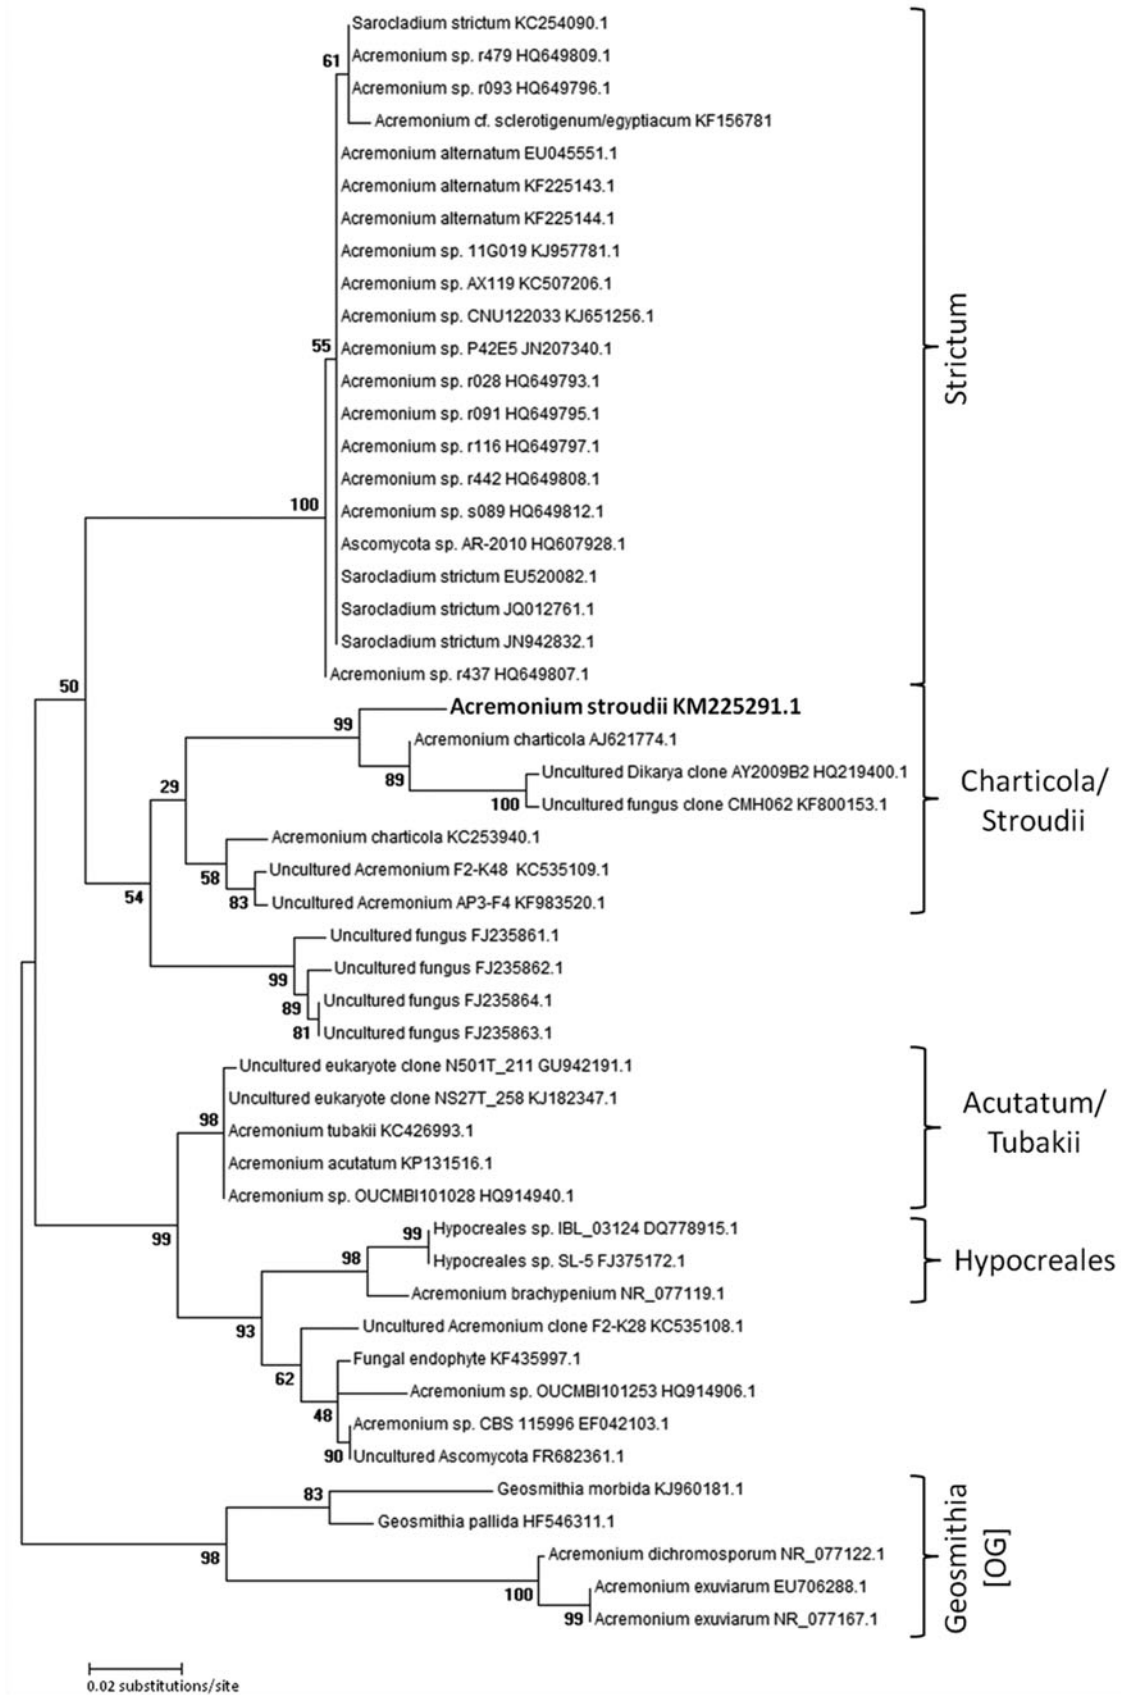 Sarocladium strictum KC254090.1
61
Acremonium sp. r479 HQ649809.1
Acremonium sp. r093 HQ649796.1
Acremonium cf. sclerotigenum/egyptiacum KF156781
Acremonium alternatum EU045551.1
Acremonium alternatum KF225143.1
Acremonium alternatum KF225144.1
Acremonium sp. 11G019 KJ957781.1
Acremonium sp. AX119 KC507206.1
Acremonium sp. CNU122033 KJ651256.1
55
Acremonium sp. P42E5 JN207340.1
Strictum
Acremonium sp. r028 HQ649793.1
Acremonium sp. r091 HQ649795.1
Acremonium sp. r116 HQ649797.1
Acremonium sp. r442 HQ649808.1
100
Acremonium sp. s089 HQ649812.1
Ascomycota sp. AR-2010 HQ607928.1
Sarocladium strictum EU520082.1
Sarocladium strictum JQ012761.1
Sarocladium strictum JN942832.1
Acremonium sp. r437 HQ649807.1
50
Acremonium stroudii KM225291.1
99
Acremonium charticola AJ621774.1
89
Uncultured Dikarya clone AY2009B2 HQ219400.1
29
100
Uncultured fungus clone CMH062 KF800153.1
Charticola/
Stroudii
Acremonium charticola KC253940.1
58
Uncultured Acremonium F2-K48 KC535109.1
54
83
Uncultured Acremonium AP3-F4 KF983520.1
Uncultured fungus FJ235861.1
99
Uncultured fungus FJ235862.1
89
Uncultured fungus FJ235864.1
81
Uncultured fungus FJ235863.1
Uncultured eukaryote clone N501T_211 GU942191.1
Uncultured eukaryote clone NS27T_258 KJ182347.1
98
Acremonium tubakii KC426993.1
Acutatum/
Tubakii
Acremonium acutatum KP131516.1
Acremonium sp. OUCMBI101028 HQ914940.1
99
Hypocreales sp. IBL_03124 DQ778915.1
99
98
Hypocreales sp. SL-5 FJ375172.1
Hypocreales
Acremonium brachypenium NR_077119.1
93
Uncultured Acremonium clone F2-K28 KC535108.1
Fungal endophyte KF435997.1
62
Acremonium sp. OUCMBI101253 HQ914906.1
48
Acremonium sp. CBS 115996 EF042103.1
90
Uncultured Ascomycota FR682361.1
83
Geosmithia morbida KJ960181.1
Geosmithia pallida HF546311.1
98
Acremonium dichromosporum NR_077122.1
Geosmithia
[OG]
100
Acremonium exuviarum EU706288.1
99
Acremonium exuviarum NR_077167.1
0.02 substitutions/site